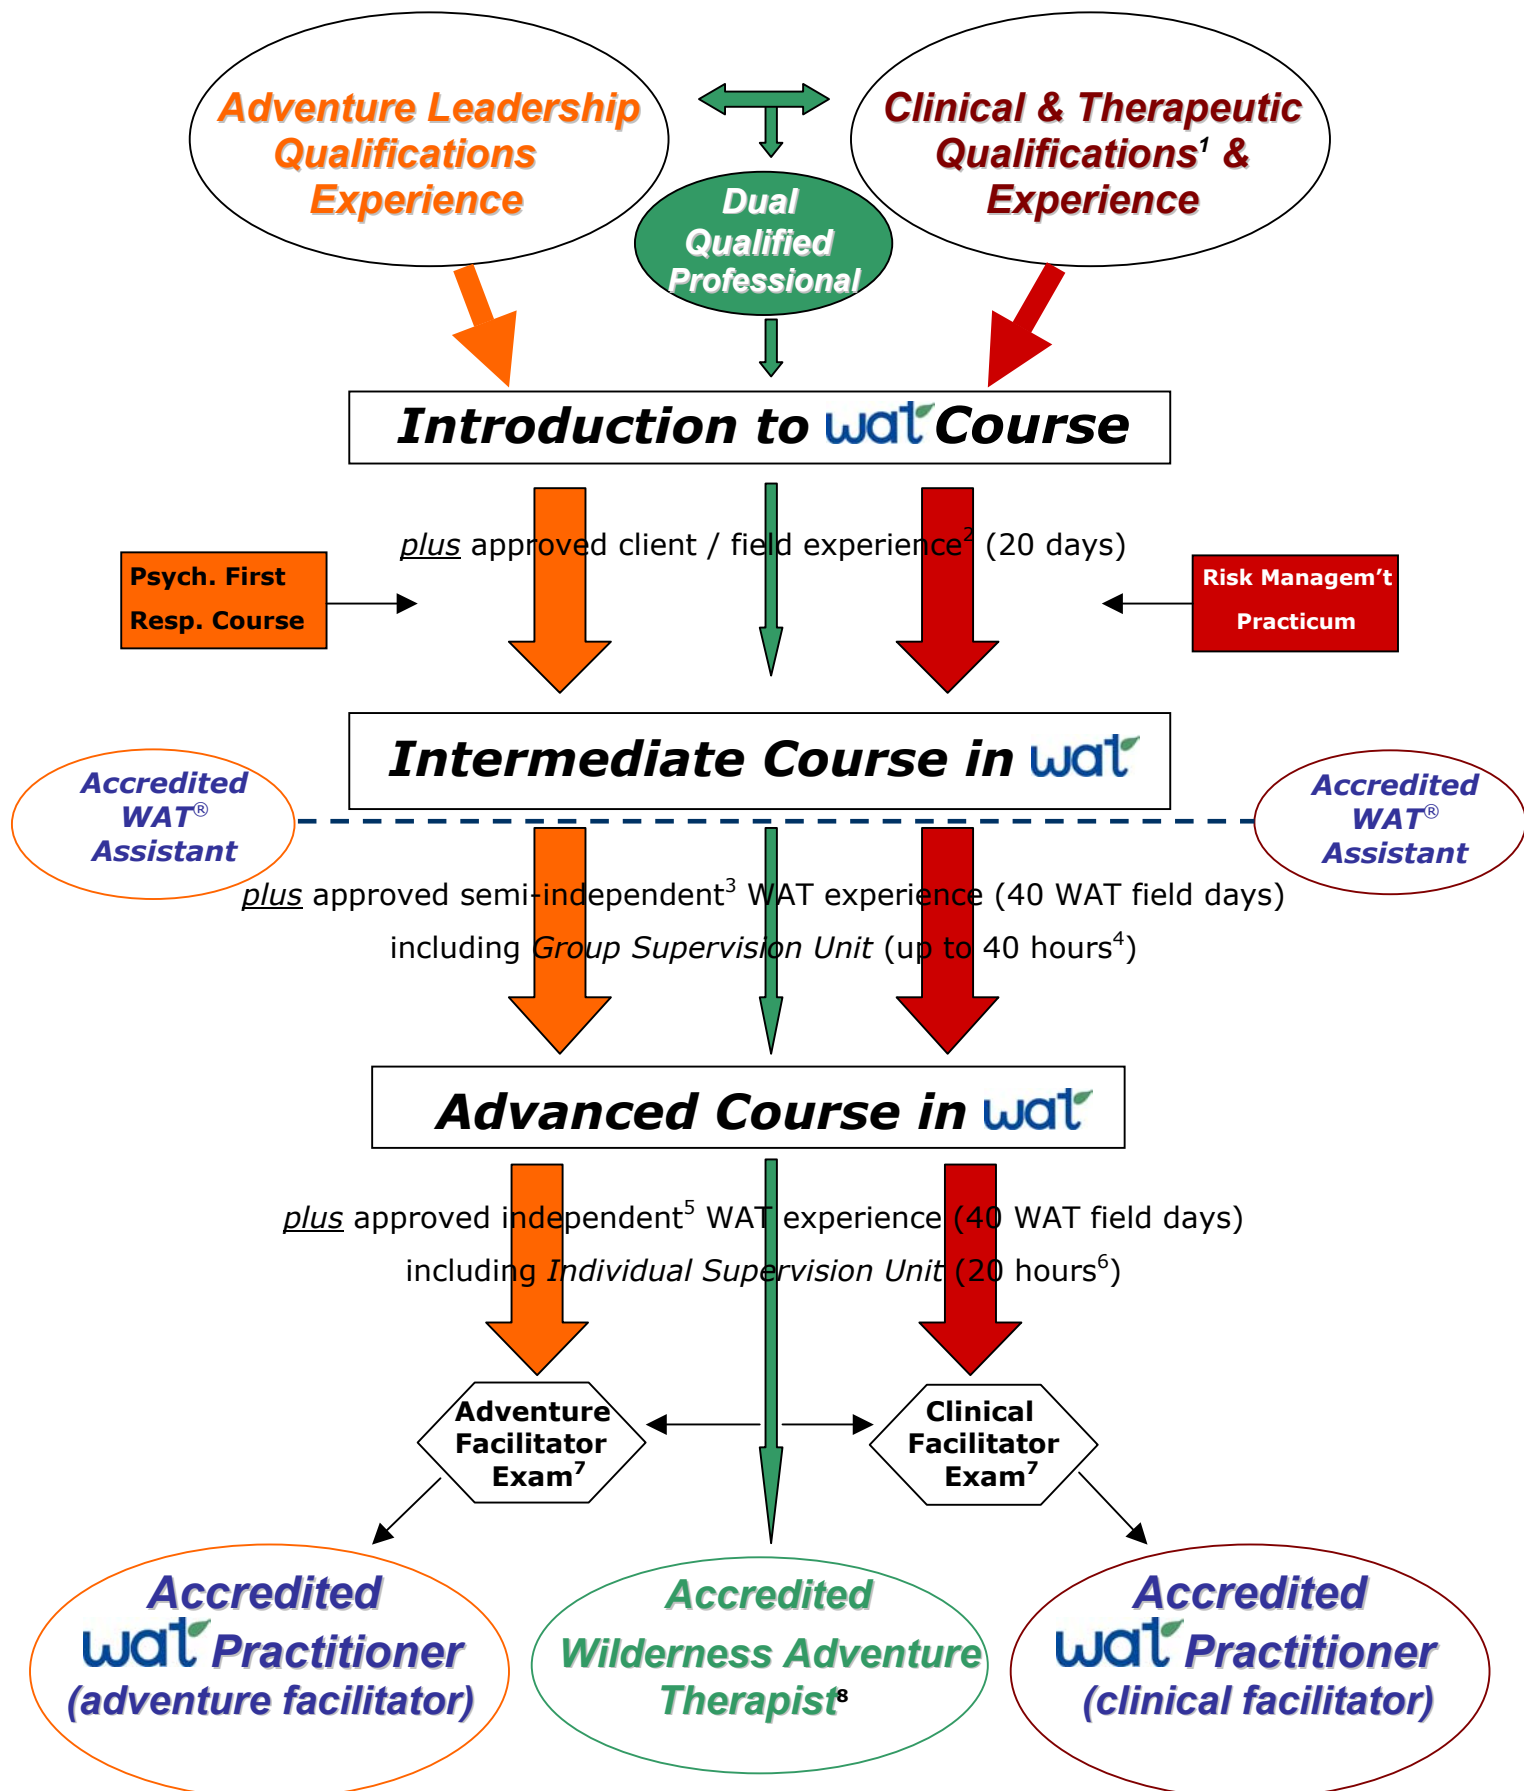 Adventure Leadership
Qualifications
Experience
Clinical & Therapeutic
Qualifications¹ &
Experience
Dual
Qualified
Professional
Introduction to wat Course
plus approved client / field experience² (20 days)
Psych. First
Resp. Course
Risk Managem’t
Practicum
Intermediate Course in wat
Accredited
WAT®
Assistant
Accredited
WAT®
Assistant
plus approved semi-independent³ WAT experience (40 WAT field days)
including Group Supervision Unit (up to 40 hours⁴)
Advanced Course in wat
plus approved independent⁵ WAT experience (40 WAT field days)
including Individual Supervision Unit (20 hours⁶)
Adventure
Facilitator
Exam⁷
Clinical
Facilitator
Exam⁷
Accredited
wat Practitioner
(adventure facilitator)
Accredited
Wilderness Adventure
Therapist⁸
Accredited
wat Practitioner
(clinical facilitator)